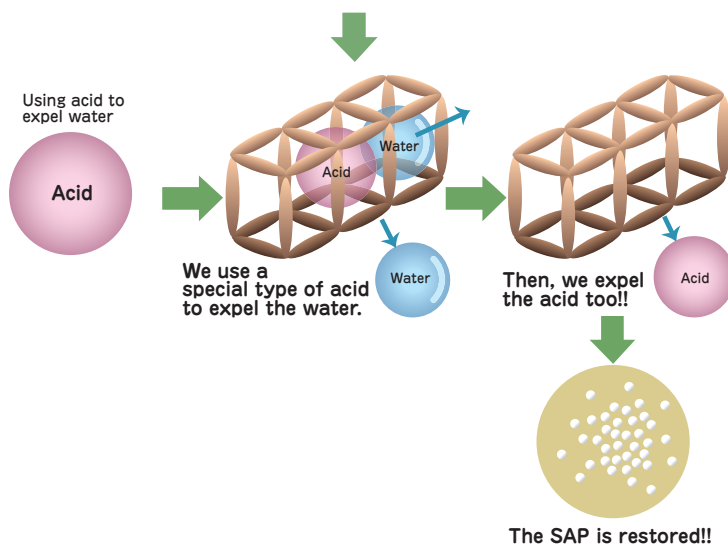 Using acid to
expel water
Acid
Acid
Water
Water
We use a
special type of acid
to expel the water.
Then, we expel
the acid too!!
Acid
The SAP is restored!!